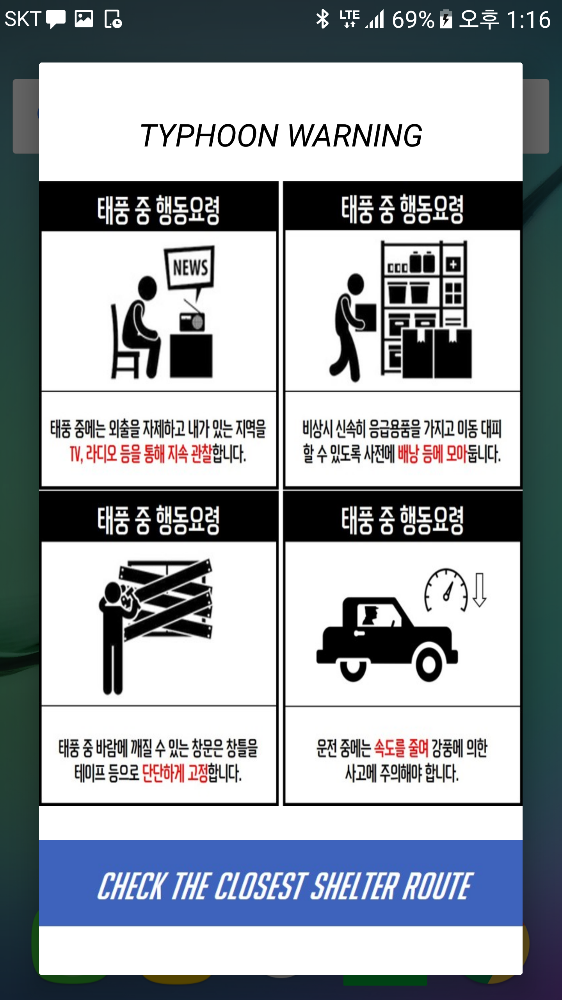 SKT LTE 69% 오후 1:16
TYPHOON WARNING
태풍 중 행동요령
NEWS
태풍 중에는 외출을 자제하고 내가 있는 지역을
TV, 라디오 등을 통해 지속 관찰합니다.
태풍 중 행동요령
비상시 신속히 응급용품을 가지고 이동 대피
할 수 있도록 사전에 배낭 등에 모아둡니다.
태풍 중 행동요령
태풍 중 바람에 깨질 수 있는 창문은 창틀을
테이프 등으로 단단하게 고정합니다.
태풍 중 행동요령
운전 중에는 속도를 줄여 강풍에 의한
사고에 주의해야 합니다.
CHECK THE CLOSEST SHELTER ROUTE